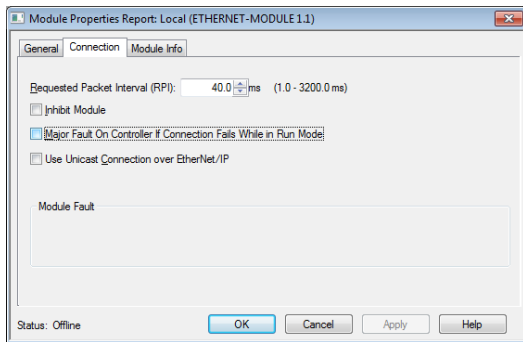 Module Properties Report: Local (ETHERNET-MODULE 1.1)
General Connection Module Info
Requested Packet Interval (RPI): 40.0 ms (1.0 - 3200.0 ms)
Inhibit Module
Major Fault On Controller If Connection Fails While in Run Mode
Use Unicast Connection over EtherNet/IP
Module Fault
Status: Offline OK Cancel Apply Help